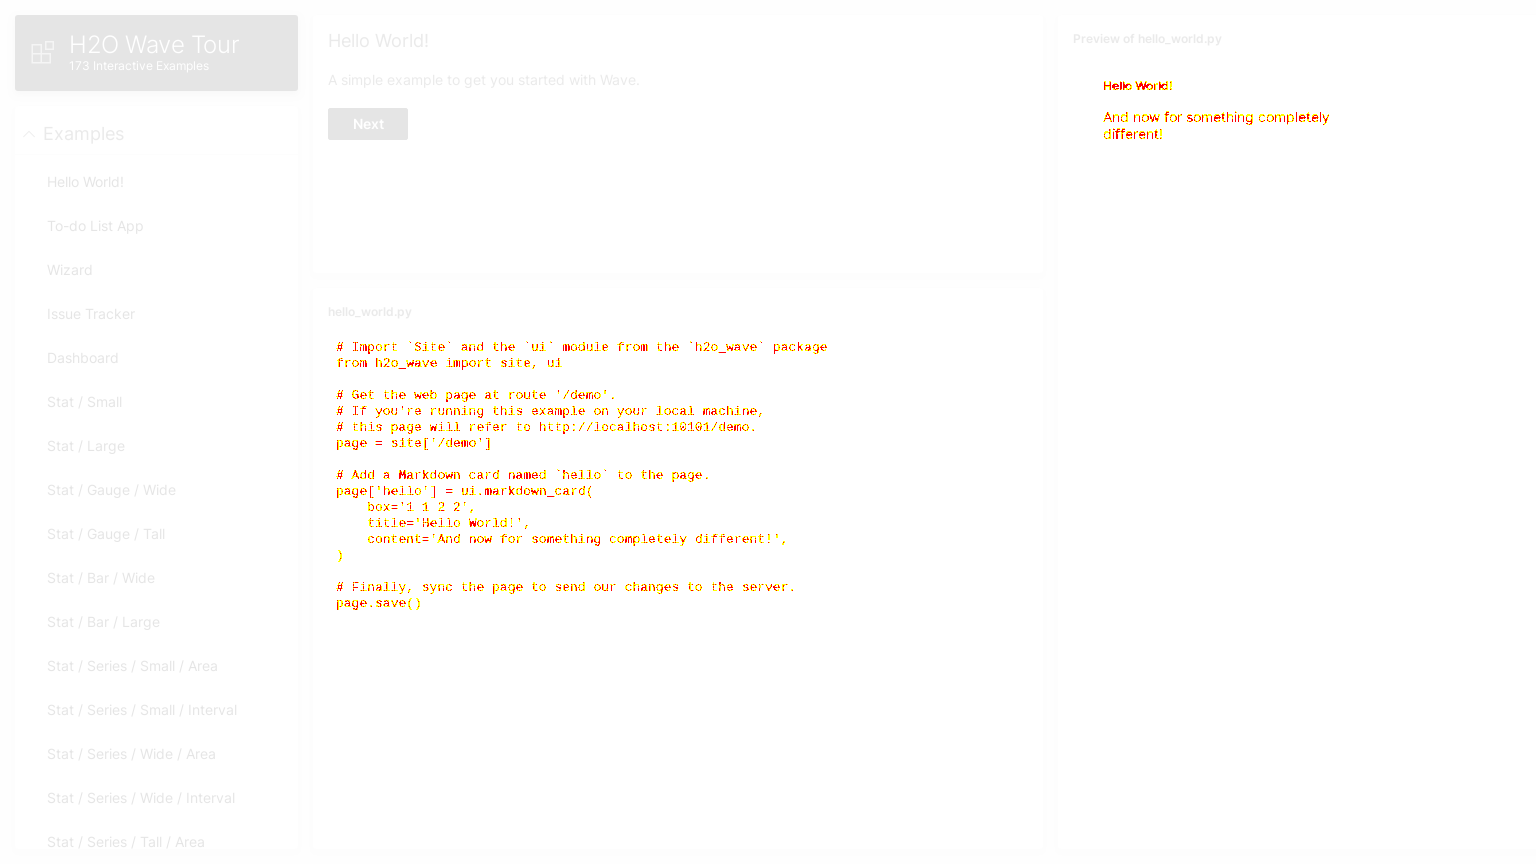 H2O Wave Tour
173 Interactive Examples
Examples
Hello World!
To-do List App
Wizard
Issue Tracker
Dashboard
Stat / Small
Stat / Large
Stat / Gauge / Wide
Stat / Gauge / Tall
Stat / Bar / Wide
Stat / Bar / Large
Stat / Series / Small / Area
Stat / Series / Small / Interval
Stat / Series / Wide / Area
Stat / Series / Wide / Interval
Stat / Series / Tall / Area
Hello World!
A simple example to get you started with Wave.
Next
hello_world.py
# Import `Site` and the `ui` module from the `h2o_wave` package
from h2o_wave import site, ui
# Get the web page at route '/demo'.
# If you're running this example on your local machine,
# this page will refer to http://localhost:10101/demo.
page = site['/demo']
# Add a Markdown card named `hello` to the page.
page['hello'] = ui.markdown_card(
    box='1 1 2 2',
    title='Hello World!',
    content='And now for something completely different!',
)
# Finally, sync the page to send our changes to the server.
page.save()
Preview of hello_world.py
Hello World!
And now for something completely
different!